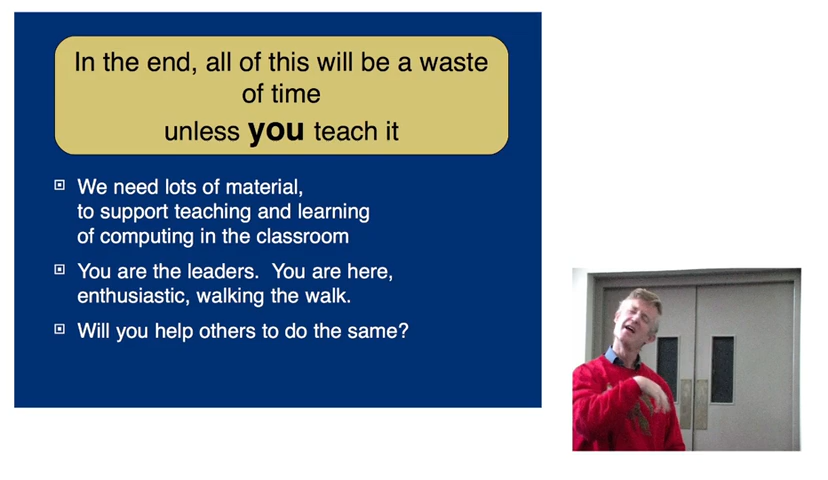 In the end, all of this will be a waste
of time
unless you teach it
We need lots of material,
to support teaching and learning
of computing in the classroom
You are the leaders.  You are here,
enthusiastic, walking the walk.
Will you help others to do the same?